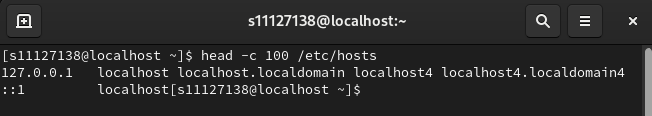 s11127138@localhost:~
[s11127138@localhost ~]$ head -c 100 /etc/hosts
127.0.0.1   localhost localhost.localdomain localhost4 localhost4.localdomain4
::1         localhost[s11127138@localhost ~]$